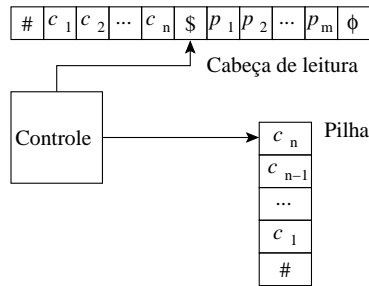 # c 1 c 2 ... c n $ p 1 p 2 ... p m ϕ
Cabeça de leitura
Controle
Pilha
c n
c n−1
...
c 1
#